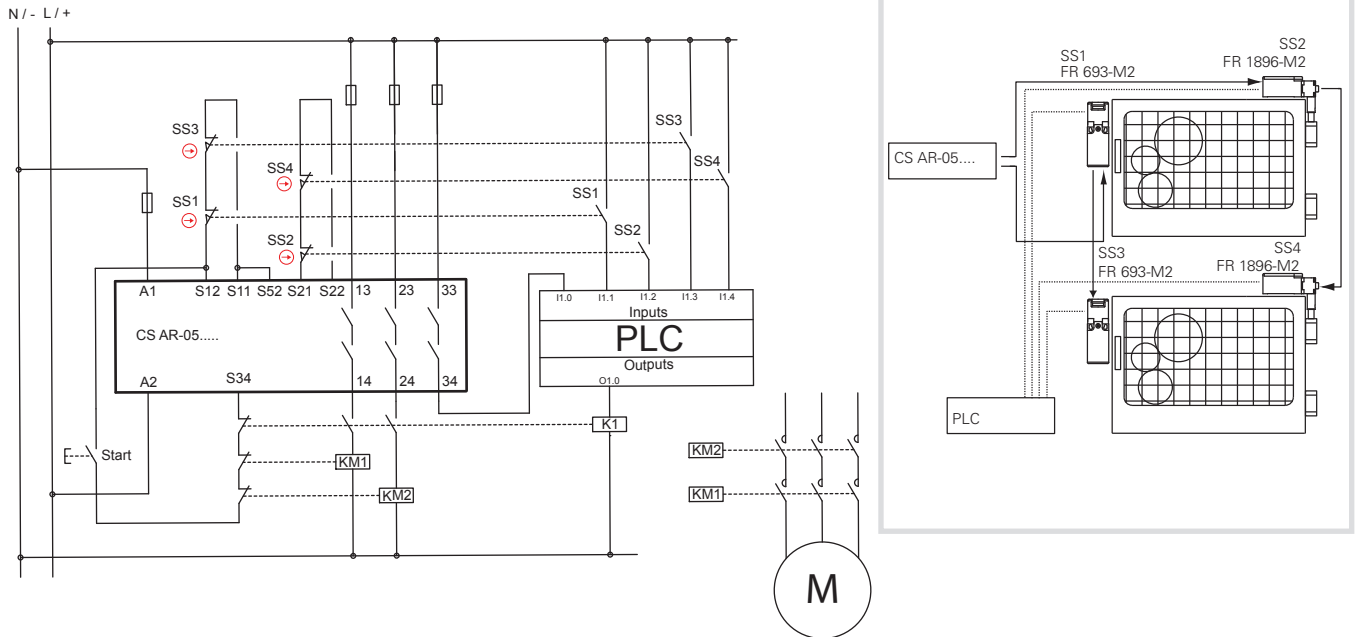 N / - L / +
SS3
SS4
SS1
SS2
SS3
SS4
SS1
SS2
A1 S12 S11 S52 S21 S22 13 23 33
CS AR-05.....
A2 S34 14 24 34
I1.0 I1.1 I1.2 I1.3 I1.4
Inputs
PLC
Outputs
O1.0
K1
Start
KM1
KM2
KM2
KM1
M
SS1
FR 693-M2
SS2
FR 1896-M2
CS AR-05....
SS3
FR 693-M2
SS4
FR 1896-M2
PLC